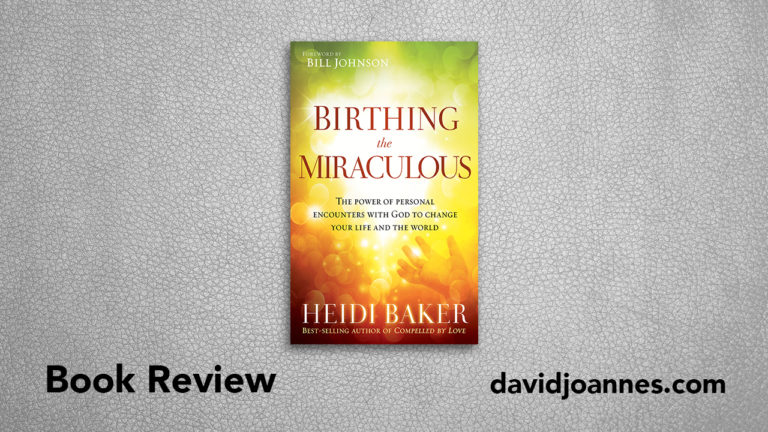 FOREWORD BY
BILL JOHNSON
BIRTHING
the
MIRACULOUS
THE POWER OF PERSONAL
ENCOUNTERS WITH GOD TO CHANGE
YOUR LIFE AND THE WORLD
HEIDI BAKER
BEST-SELLING AUTHOR OF COMPELLED BY LOVE
Book Review
davidjoannes.com